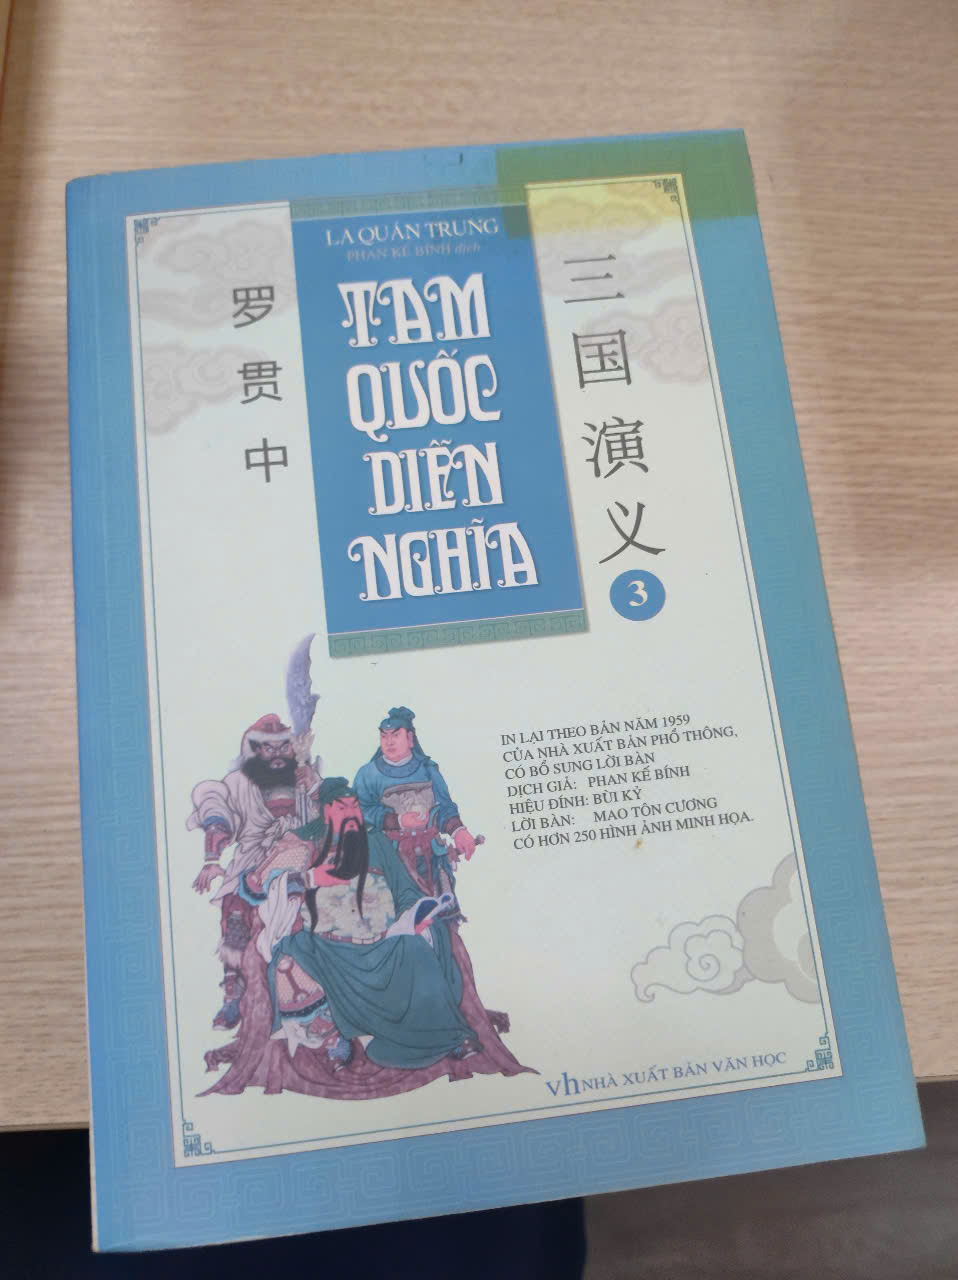 LA QUÁN TRUNG
PHAN KẾ BÍNH dịch
TAM
QUỐC
DIỄN
NGHĨA
罗贯中
三国演义
3
IN LẠI THEO BẢN NĂM 1959
CỦA NHÀ XUẤT BẢN PHỔ THÔNG,
CÓ BỔ SUNG LỜI BÀN
DỊCH GIẢ: PHAN KẾ BÍNH
HIỆU ĐÍNH: BÙI KỶ
LỜI BÀN: MAO TÔN CƯƠNG
CÓ HƠN 250 HÌNH ẢNH MINH HỌA.
vh NHÀ XUẤT BẢN VĂN HỌC